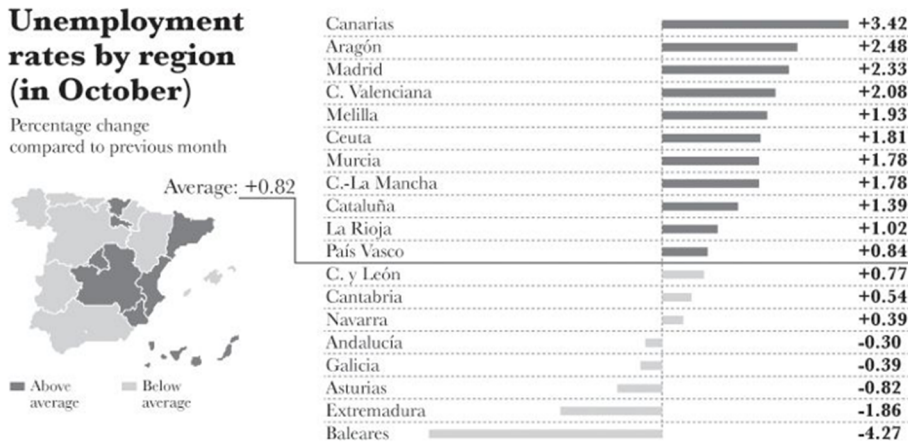 Unemployment
rates by region
(in October)
Percentage change
compared to previous month
Average: +0.82
Above
average
Below
average
Canarias +3.42
Aragón +2.48
Madrid +2.33
C. Valenciana +2.08
Melilla +1.93
Ceuta +1.81
Murcia +1.78
C.-La Mancha +1.78
Cataluña +1.39
La Rioja +1.02
País Vasco +0.84
C. y León +0.77
Cantabria +0.54
Navarra +0.39
Andalucía -0.30
Galicia -0.39
Asturias -0.82
Extremadura -1.86
Baleares -4.27